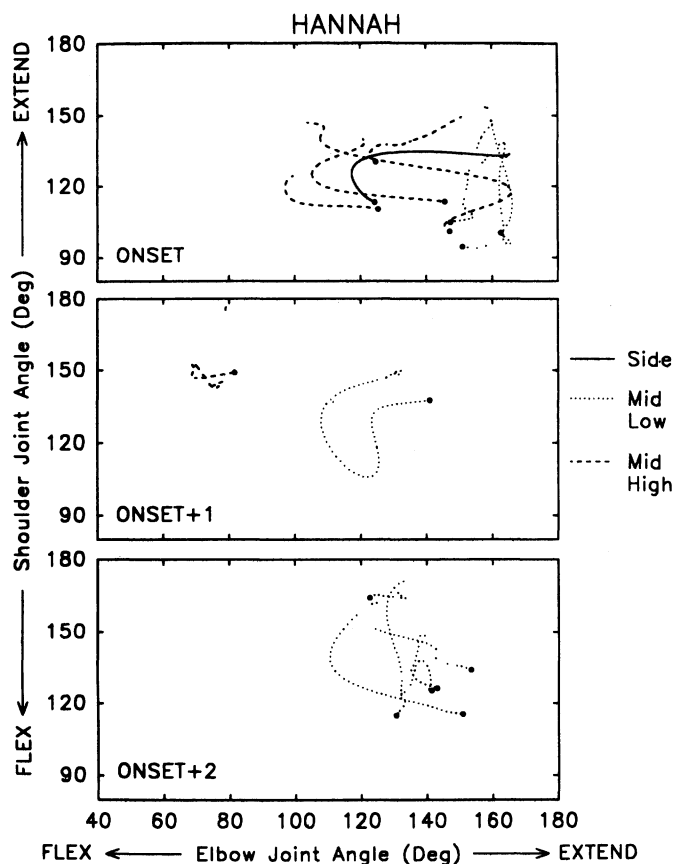 HANNAH
180
150
120
90
ONSET
180
150
120
90
ONSET+1
180
150
120
90
ONSET+2
40 60 80 100 120 140 160 180
FLEX Elbow Joint Angle (Deg) EXTEND
FLEX Shoulder Joint Angle (Deg) EXTEND
Side
Mid
Low
Mid
High